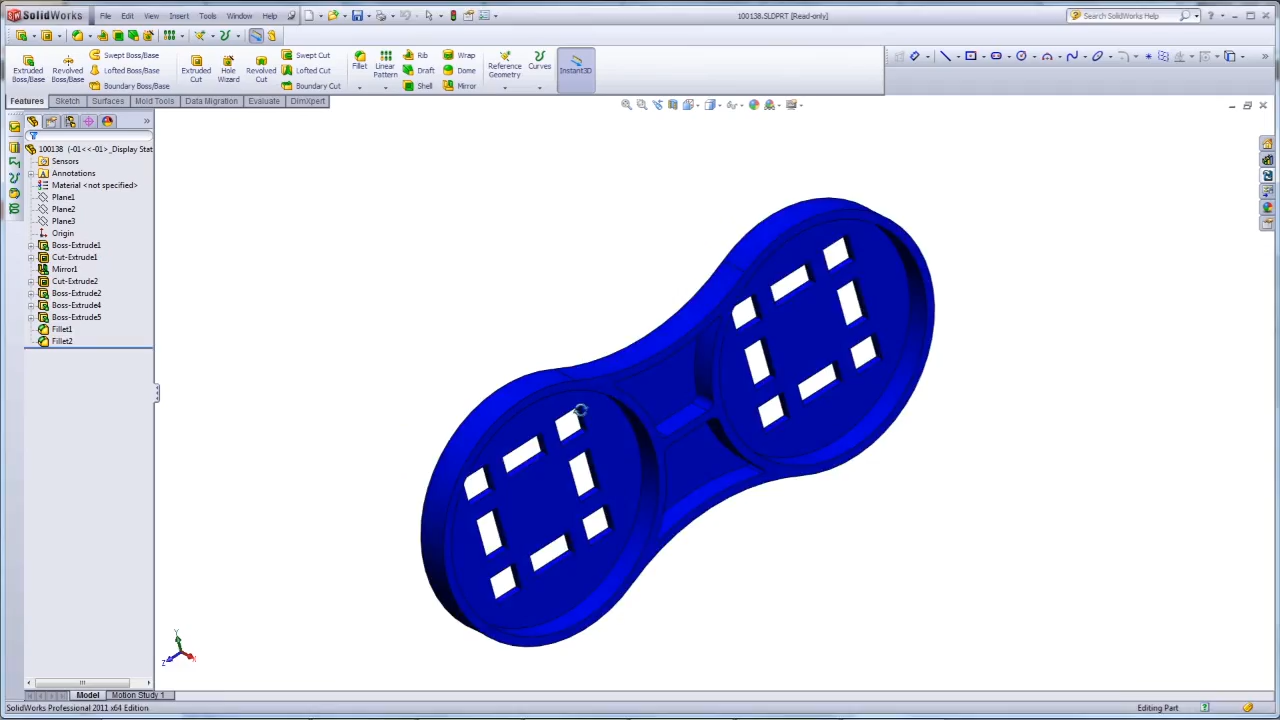 SolidWorks File Edit View Insert Tools Window Help 100138.SLDPRT [Read-only] Search SolidWorks Help
Extruded Boss/Base
Revolved Boss/Base
Swept Boss/Base
Lofted Boss/Base
Boundary Boss/Base
Extruded Cut
Hole Wizard
Revolved Cut
Swept Cut
Lofted Cut
Boundary Cut
Fillet
Linear Pattern
Rib
Draft
Shell
Wrap
Dome
Mirror
Reference Geometry
Curves
Instant3D
Features Sketch Surfaces Mold Tools Data Migration Evaluate DimXpert
100138 (-01<<-01>_Display Stat
Sensors
Annotations
Material <not specified>
Plane1
Plane2
Plane3
Origin
Boss-Extrude1
Cut-Extrude1
Mirror1
Cut-Extrude2
Boss-Extrude2
Boss-Extrude4
Boss-Extrude5
Fillet1
Fillet2
Y
Z X
Model Motion Study 1
SolidWorks Professional 2011 x64 Edition Editing Part